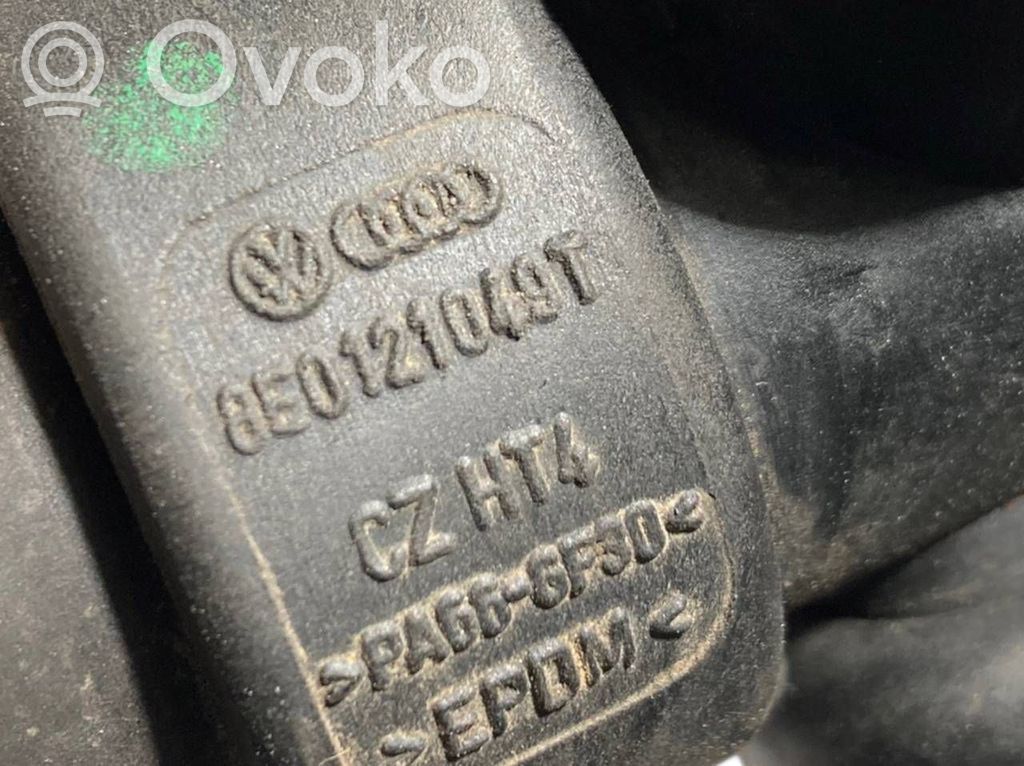 Ovoko
8E0121049T
CZ HT4
>PA66-GF30<
>EPDM<